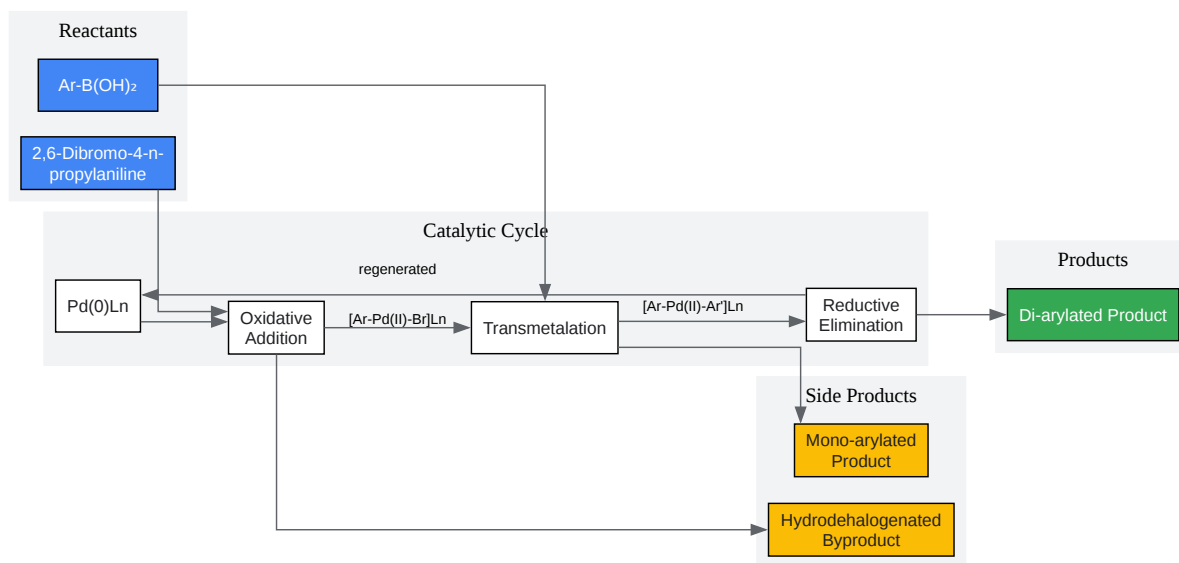 Reactants
Ar-B(OH)₂
2,6-Dibromo-4-n-
propylaniline
Catalytic Cycle
regenerated
Pd(0)Ln
Oxidative
Addition
[Ar-Pd(II)-Br]Ln
Transmetalation
[Ar-Pd(II)-Ar']Ln
Reductive
Elimination
Products
Di-arylated Product
Side Products
Mono-arylated
Product
Hydrodehalogenated
Byproduct